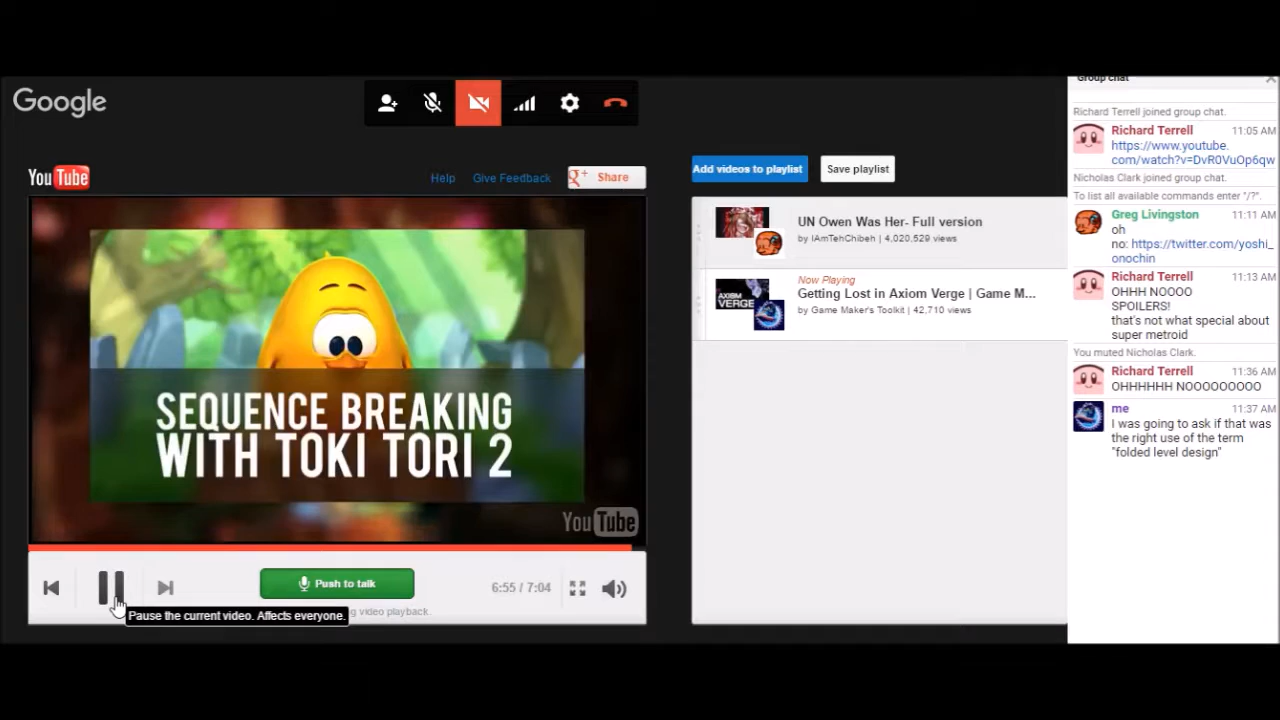 Google
YouTube
Help
Give Feedback
g+ Share
SEQUENCE BREAKING
WITH TOKI TORI 2
YouTube
Push to talk
6:55 / 7:04
Pause the current video. Affects everyone.
video playback.
Add videos to playlist
Save playlist
UN Owen Was Her- Full version
by IAmTehChibeh | 4,020,529 views
AXIOM
VERGE
Now Playing
Getting Lost in Axiom Verge | Game M...
by Game Maker's Toolkit | 42,710 views
Group chat
Richard Terrell joined group chat.
Richard Terrell 11:05 AM
https://www.youtube.
com/watch?v=DvR0VuOp6qw
Nicholas Clark joined group chat.
To list all available commands enter "/?".
Greg Livingston 11:11 AM
oh
no: https://twitter.com/yoshi_
onochin
Richard Terrell 11:13 AM
OHHH NOOOO
SPOILERS!
that's not what special about
super metroid
You muted Nicholas Clark.
Richard Terrell 11:36 AM
OHHHHHH NOOOOOOOOO
me 11:37 AM
I was going to ask if that was
the right use of the term
"folded level design"